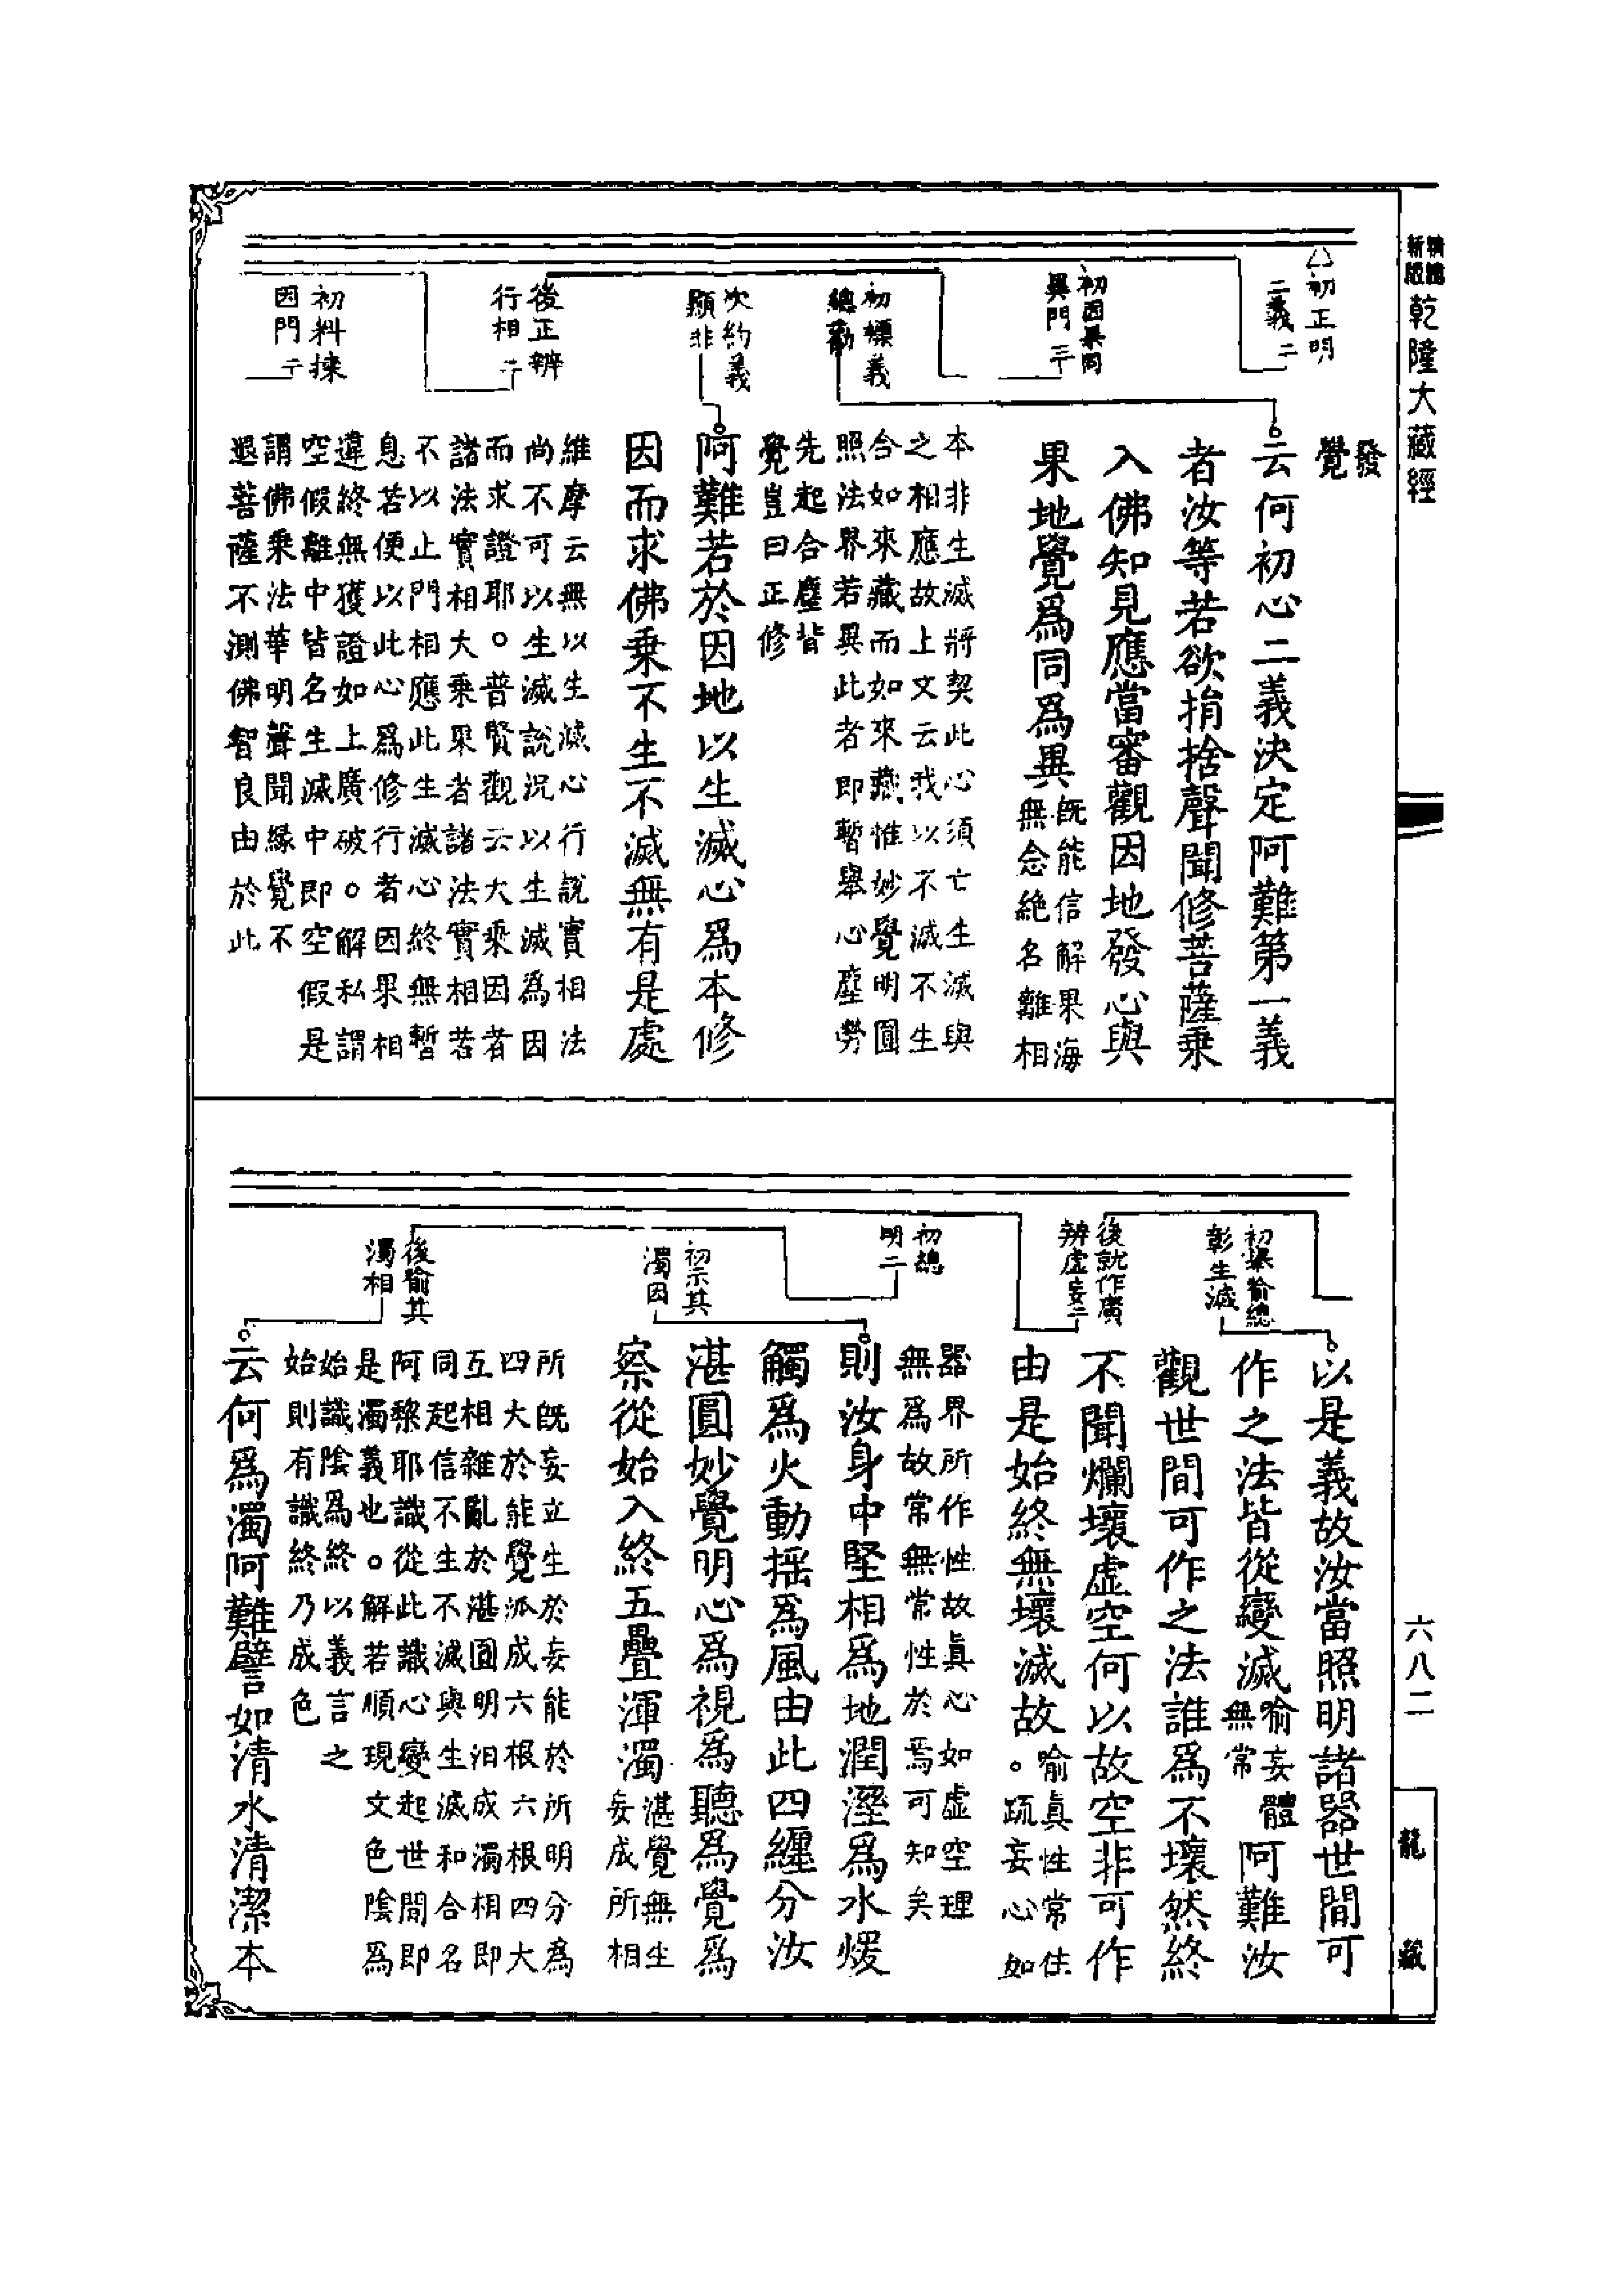 新版
乾隆大藏經
六八二
龍藏
△初正明
二義二
初因果同
異門三
初標義
總勸
次約義
顯非
後正辨
行相二
初料揀
因門二
發
覺
云何初心二義決定阿難第一義
者汝等若欲捐捨聲聞修菩薩乘
入佛知見應當審觀因地發心與
果地覺爲同爲異
既能信解果海
無念絶名離相
本非生滅將契此心須亡生滅與
之相應故上文云我以不滅不生
合如來藏而如來藏惟妙覺明圓
照法界若異此者即暫舉心塵勞
先起合塵背
覺豈曰正修
阿難若於因地以生滅心爲本修
因而求佛乘不生不滅無有是處
維摩云無以生滅心行說實相法
尚不可以生滅說況以生滅爲因
而求證耶。普賢觀云大乘因者
諸法實相大乘果者諸法實相若
不以止門相應此生滅心終無暫
息若便以此心爲修行者因果相
違終無獲證如上廣破。解私謂
空假離中皆名生滅中即空假是
謂佛乘法華明聲聞緣覺不
退菩薩不測佛智良由於此
初舉喻總
彰生滅
後就作廣
辨虛妄二
初總
明二
初示其
濁因
後喻其
濁相
以是義故汝當照明諸器世間可
作之法皆從變滅
喻妄體
無常
阿難汝
觀世間可作之法誰爲不壞然終
不聞爛壞虛空何以故空非可作
由是始終無壞滅故
喻真性常住
。疏妄心如
器界所作性故真心如虛空理
無爲故常無常性於焉可知矣
則汝身中堅相爲地潤溼爲水煖
觸爲火動搖爲風由此四纏分汝
湛圓妙覺明心爲視爲聽爲覺爲
察從始入終五疊渾濁
湛覺無生
妄成所相
所既妄立生於妄能於所明分爲
四大於能覺派成六根六根四大
互相雜亂於湛圓明汩成濁相即
同起信不生不滅與生滅和合名
阿黎耶識從此識心變起世間即
是濁義也。解若順現文色陰爲
始識陰爲終以義言之
始則有識終乃成色
云何爲濁阿難譬如清水清潔本